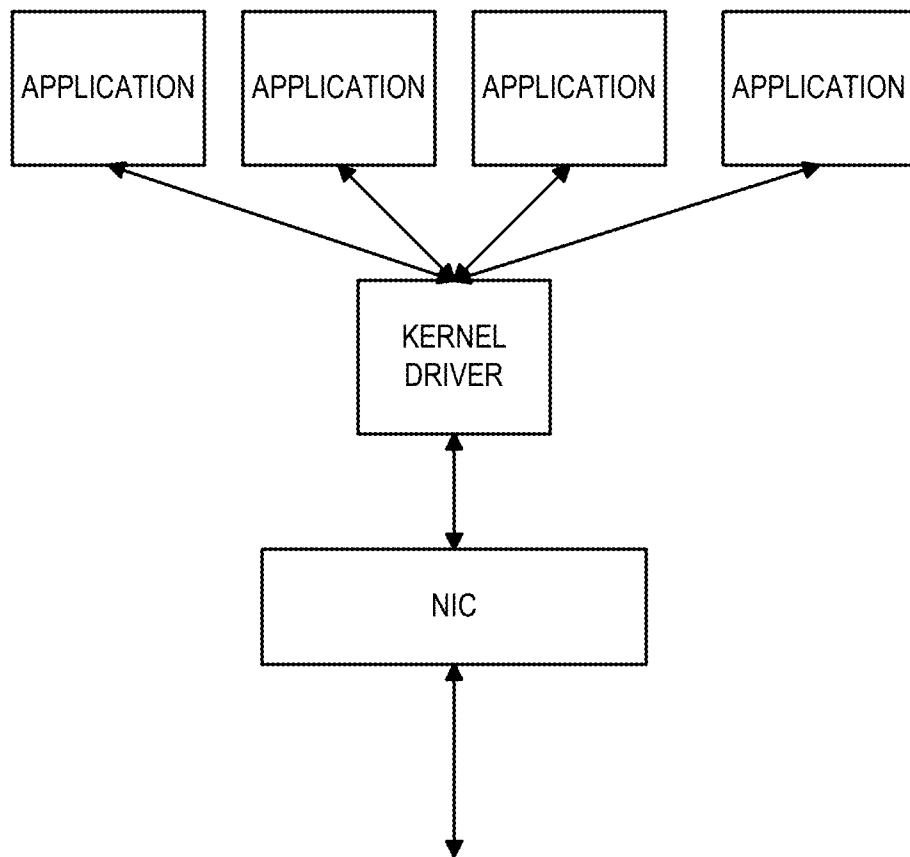 APPLICATION
APPLICATION
APPLICATION
APPLICATION
KERNEL
DRIVER
NIC